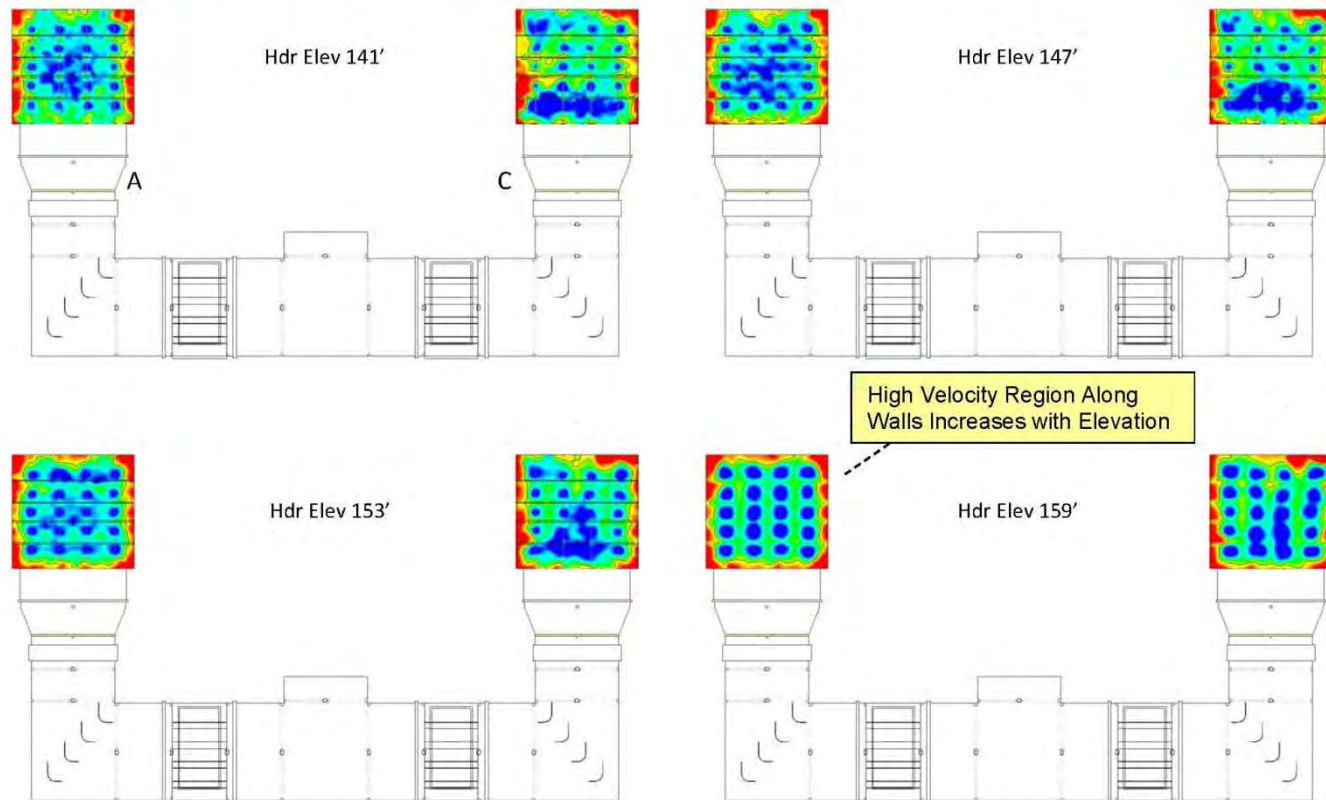 Hdr Elev 141'
Hdr Elev 147'
A
C
High Velocity Region Along
Walls Increases with Elevation
Hdr Elev 153'
Hdr Elev 159'